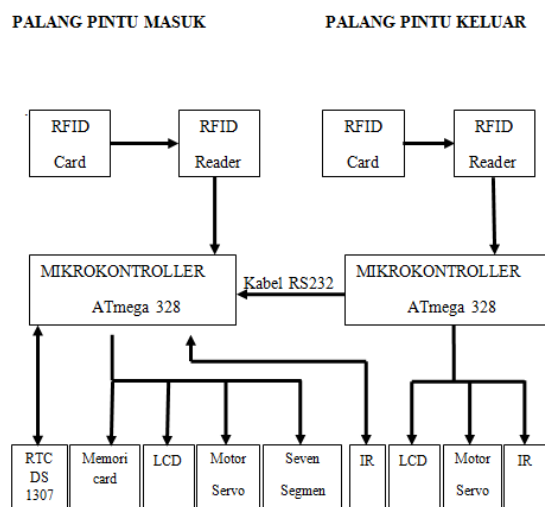 PALANG PINTU MASUK
PALANG PINTU KELUAR
RFID
Card
RFID
Reader
RFID
Card
RFID
Reader
MIKROKONTROLLER
ATmega 328
Kabel RS232
MIKROKONTROLLER
ATmega 328
RTC
DS
1307
Memori
card
LCD
Motor
Servo
Seven
Segmen
IR
LCD
Motor
Servo
IR